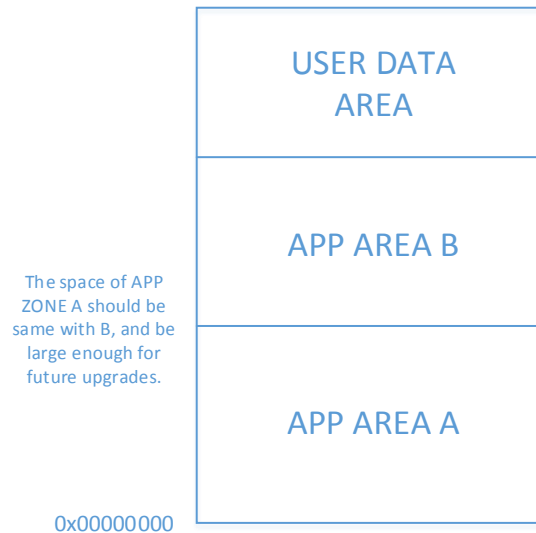 USER DATA
AREA
APP AREA B
The space of APP
ZONE A should be
same with B, and be
large enough for
future upgrades.
APP AREA A
0x00000000